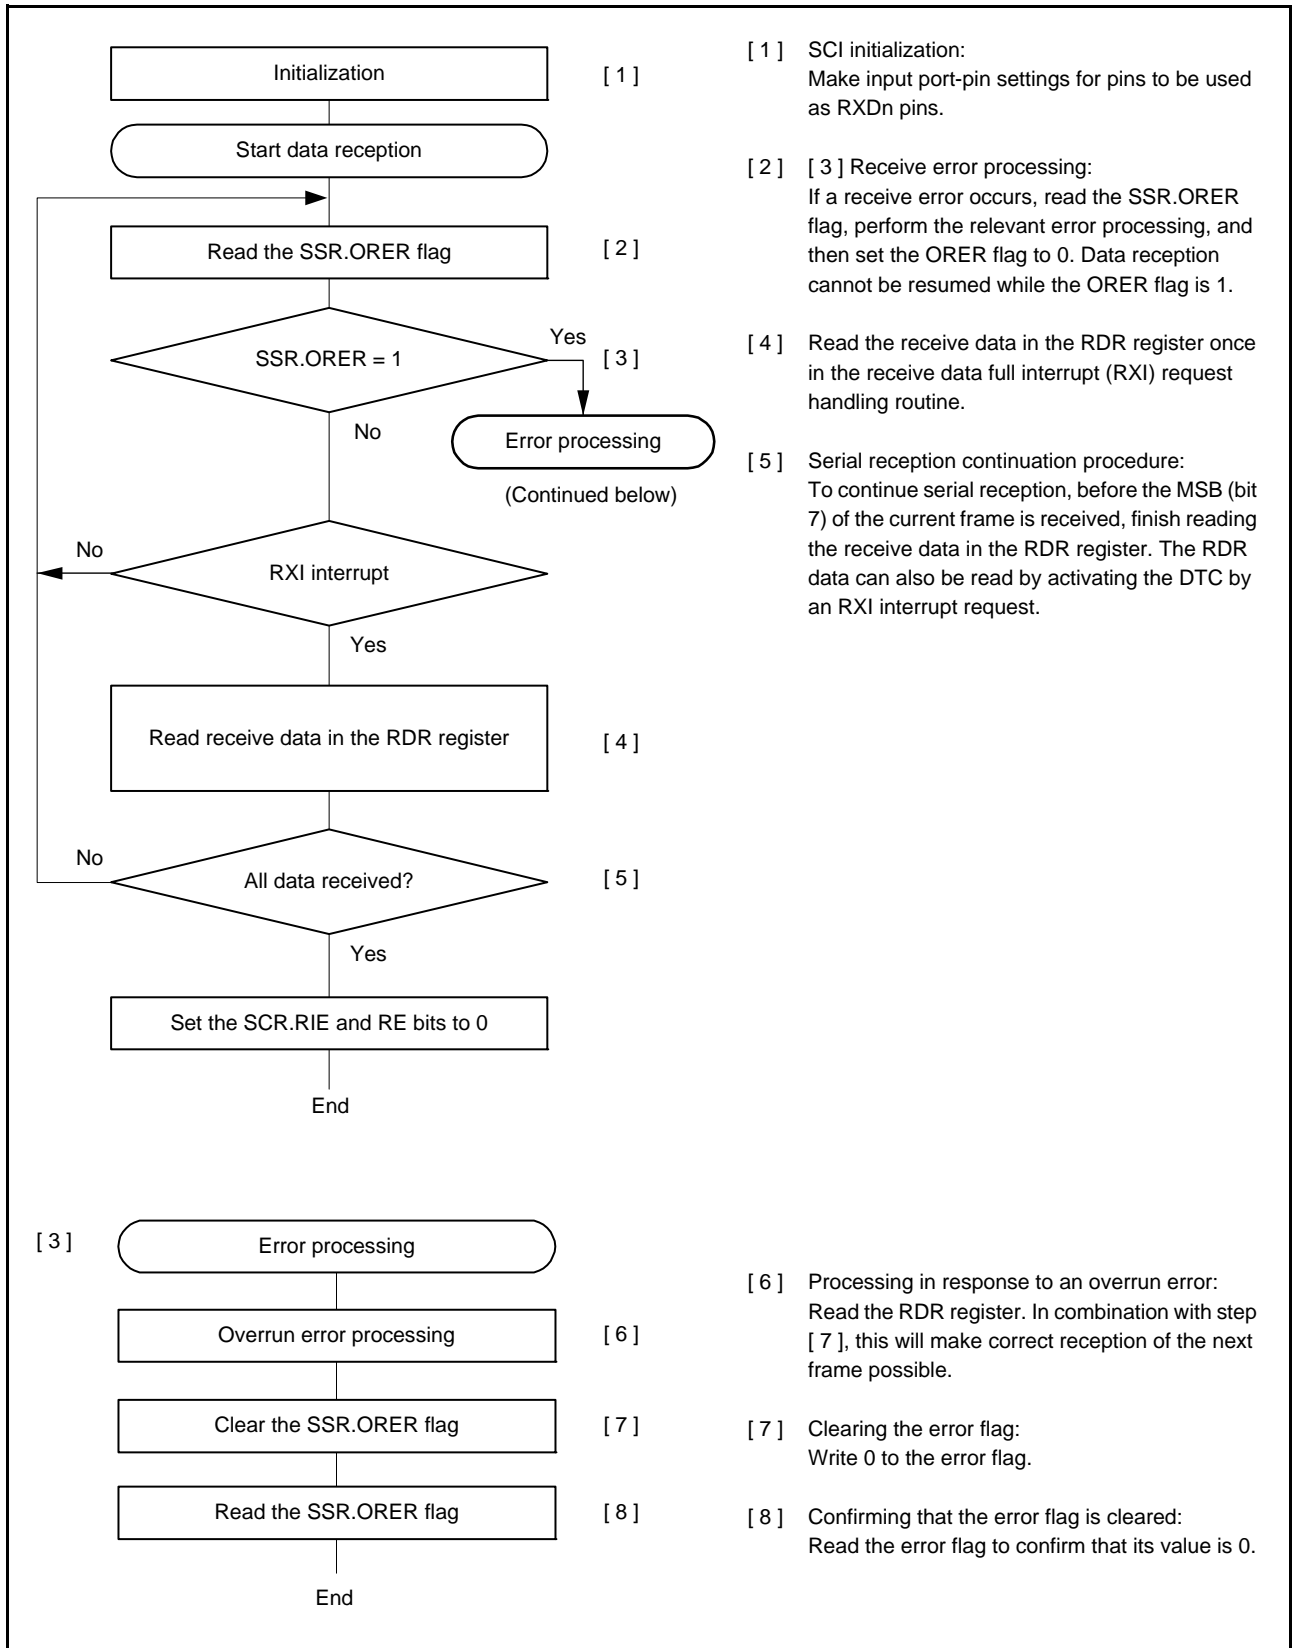 Initialization
[ 1 ]
Start data reception
Read the SSR.ORER flag
[ 2 ]
SSR.ORER = 1
Yes
[ 3 ]
No
Error processing
(Continued below)
No
RXI interrupt
Yes
Read receive data in the RDR register
[ 4 ]
No
All data received?
[ 5 ]
Yes
Set the SCR.RIE and RE bits to 0
End
[ 1 ] SCI initialization:
Make input port-pin settings for pins to be used
as RXDn pins.
[ 2 ] [ 3 ] Receive error processing:
If a receive error occurs, read the SSR.ORER
flag, perform the relevant error processing, and
then set the ORER flag to 0. Data reception
cannot be resumed while the ORER flag is 1.
[ 4 ] Read the receive data in the RDR register once
in the receive data full interrupt (RXI) request
handling routine.
[ 5 ] Serial reception continuation procedure:
To continue serial reception, before the MSB (bit
7) of the current frame is received, finish reading
the receive data in the RDR register. The RDR
data can also be read by activating the DTC by
an RXI interrupt request.
[ 3 ]
Error processing
Overrun error processing
[ 6 ]
Clear the SSR.ORER flag
[ 7 ]
Read the SSR.ORER flag
[ 8 ]
End
[ 6 ] Processing in response to an overrun error:
Read the RDR register. In combination with step
[ 7 ], this will make correct reception of the next
frame possible.
[ 7 ] Clearing the error flag:
Write 0 to the error flag.
[ 8 ] Confirming that the error flag is cleared:
Read the error flag to confirm that its value is 0.